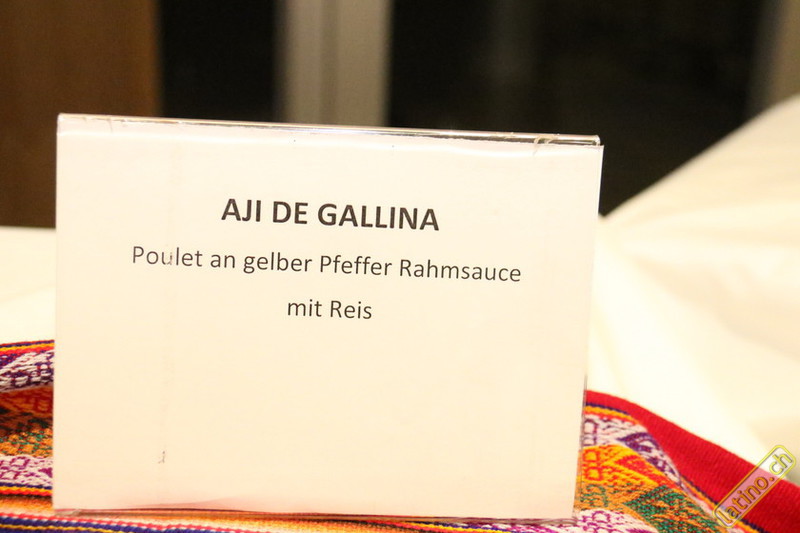 AJI DE GALLINA
Poulet an gelber Pfeffer Rahmsauce
mit Reis
Latino.ch